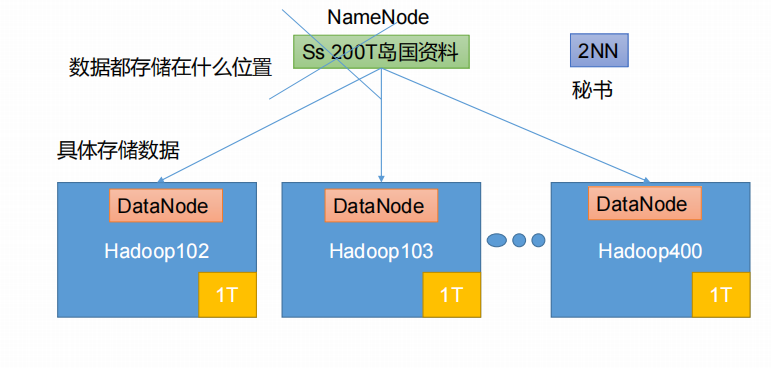 NameNode
Ss 200T岛国资料
2NN
数据都存储在什么位置
秘书
具体存储数据
DataNode
DataNode
DataNode
Hadoop102
Hadoop103
Hadoop400
1T
1T
1T